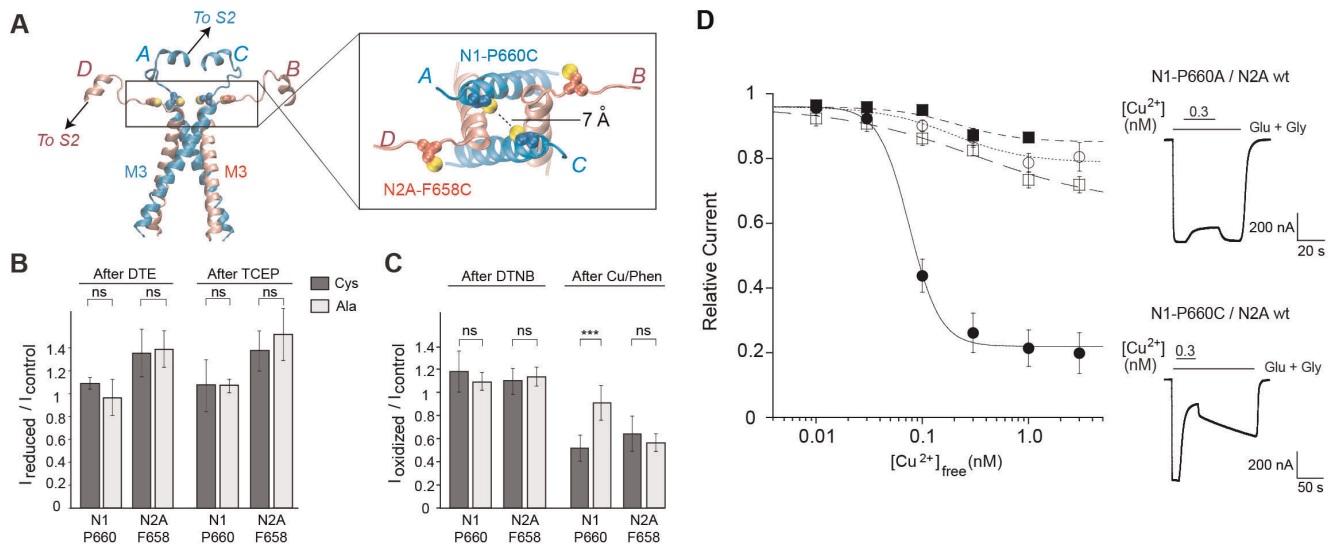 A
To S2
A
C
D
B
To S2
M3
M3
N1-P660C
A
B
7 Å
D
C
N2A-F658C
B
After DTE
After TCEP
ns
ns
ns
ns
Cys
Ala
I reduced / I control
1.4
1.2
1
0.8
0.6
0.4
0.2
0
N1 N2A N1 N2A
P660 F658 P660 F658
C
After DTNB
After Cu/Phen
ns
ns
***
ns
I oxidized / I control
1.4
1.2
1
0.8
0.6
0.4
0.2
0
N1 N2A N1 N2A
P660 F658 P660 F658
D
Relative Current
1
0.8
0.6
0.4
0.2
0
0.01
0.1
1.0
[Cu2+]free (nM)
N1-P660A / N2A wt
[Cu2+]
(nM)
0.3
Glu + Gly
200 nA
20 s
N1-P660C / N2A wt
[Cu2+]
(nM)
0.3
Glu + Gly
200 nA
50 s